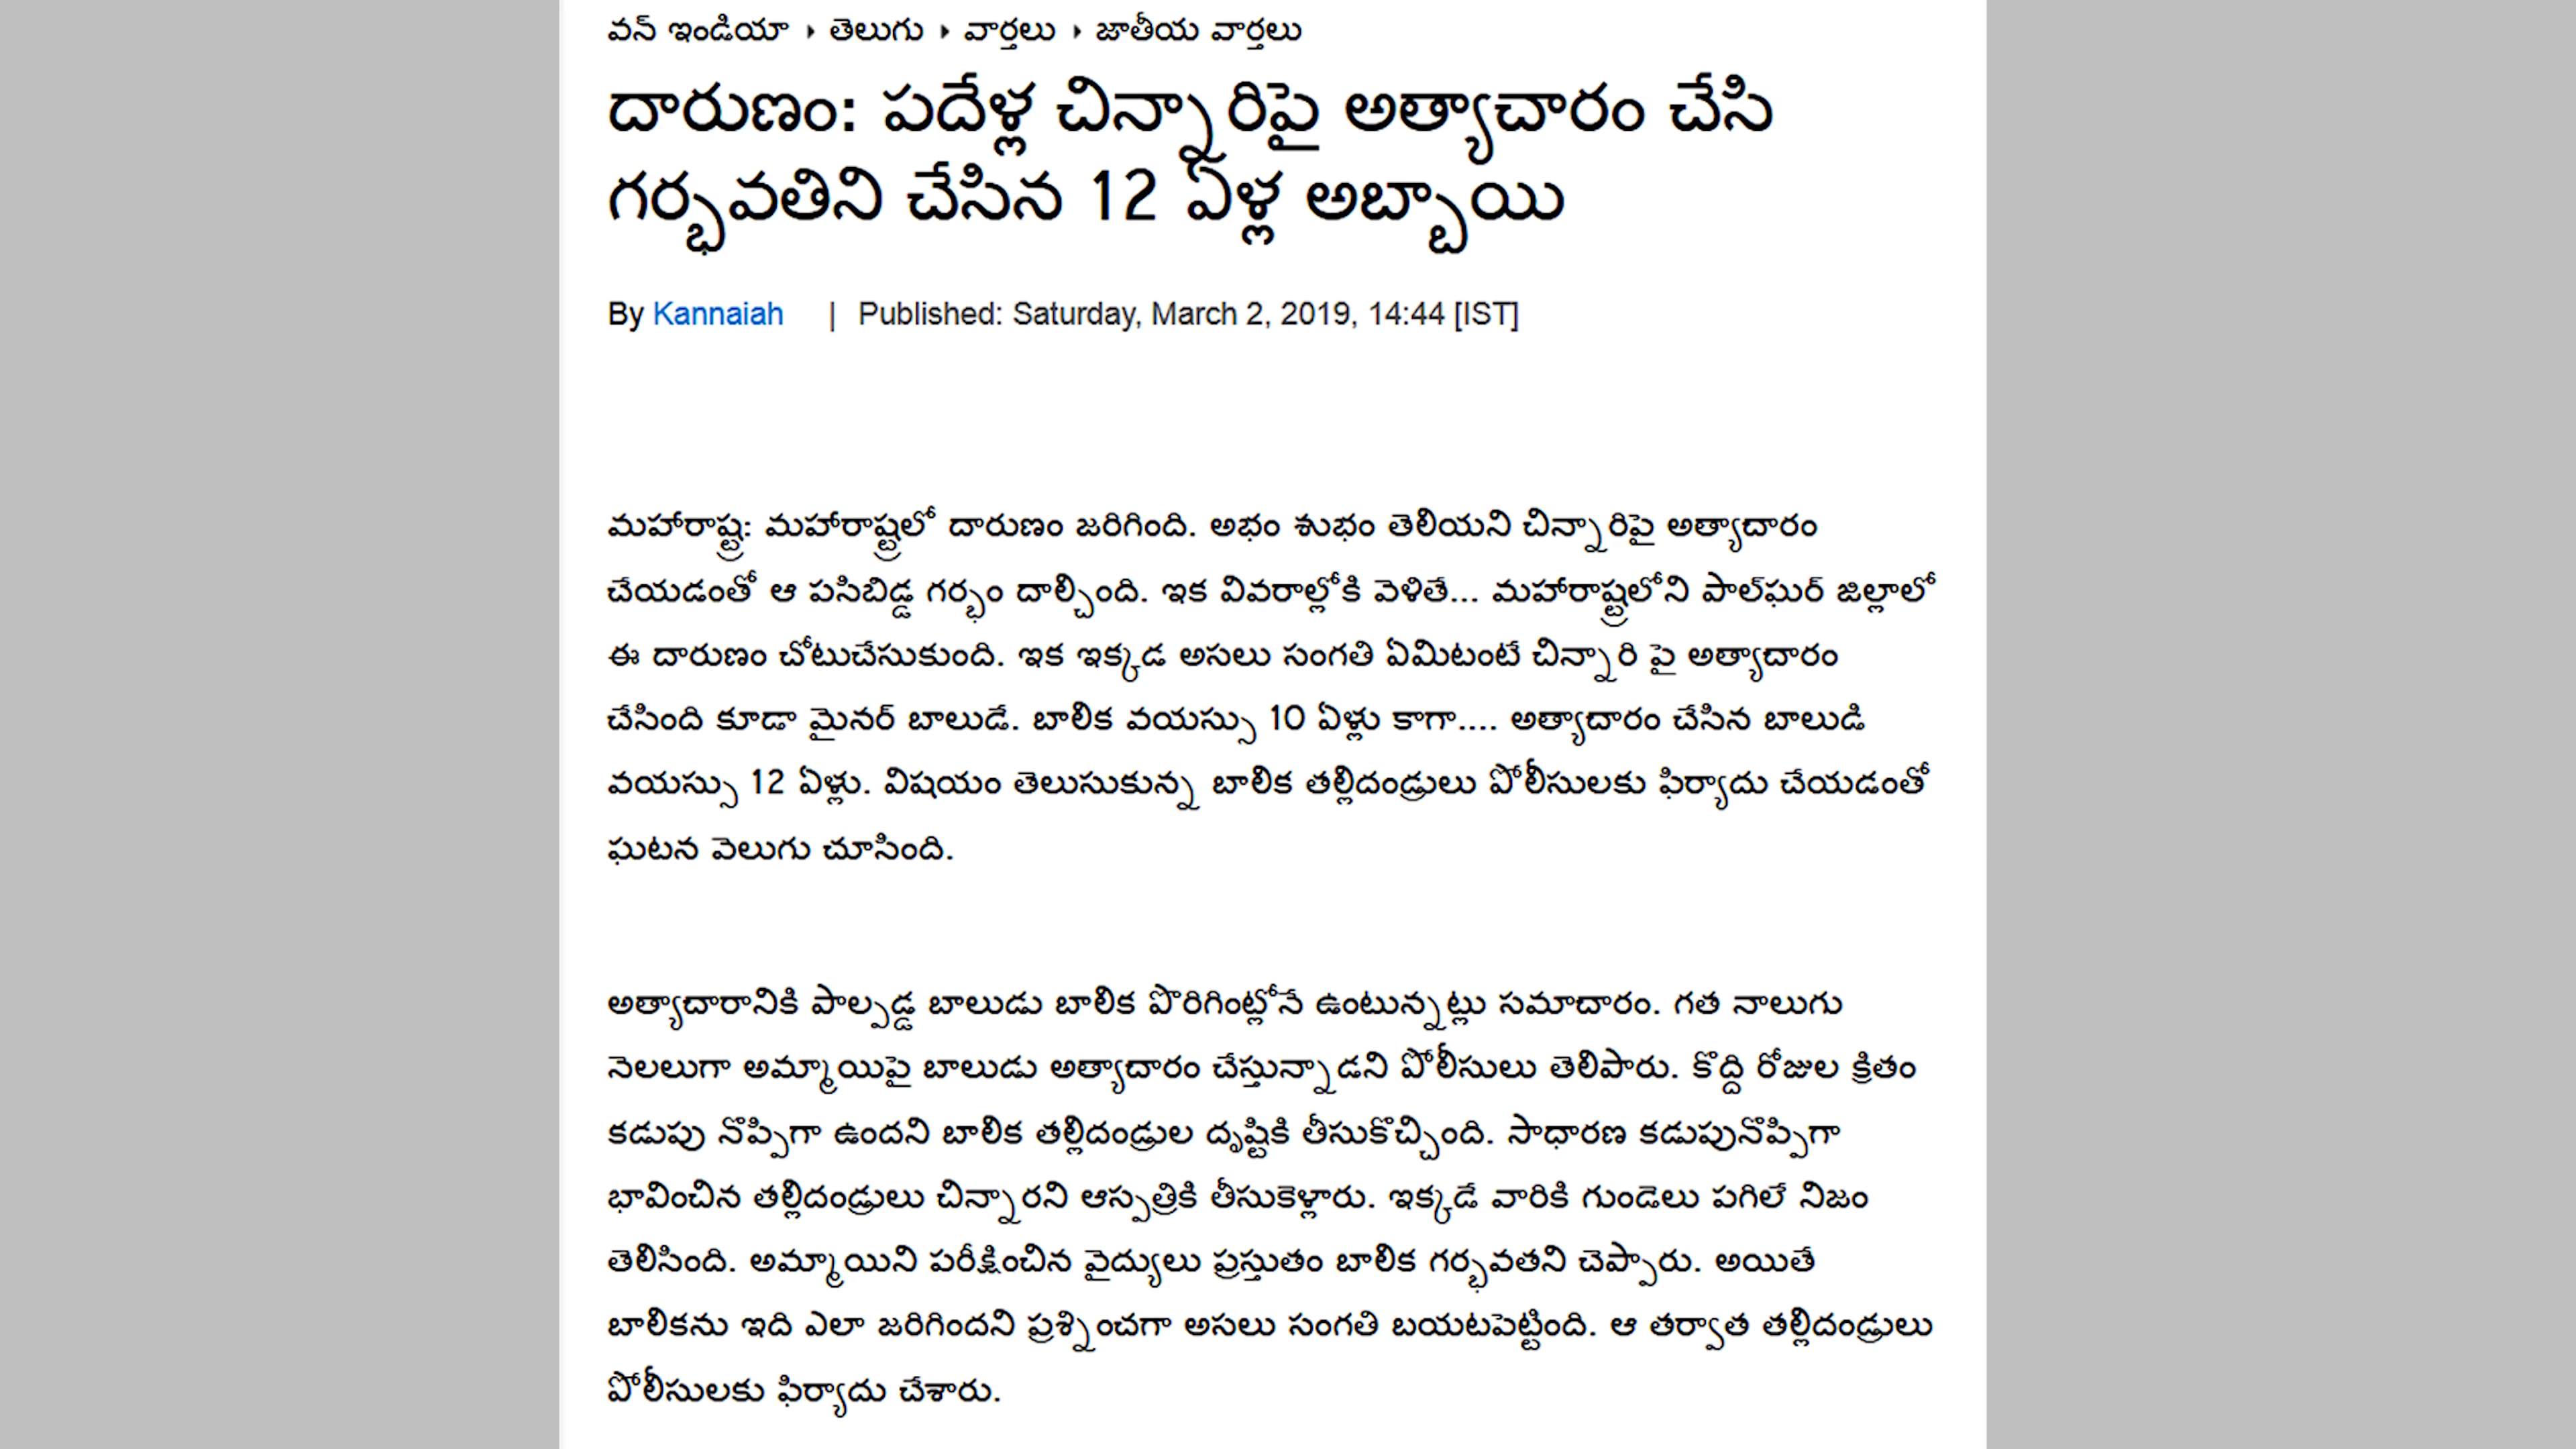 వన్ ఇండియా ▸ తెలుగు ▸ వార్తలు ▸ జాతీయ వార్తలు
దారుణం: పదేళ్ల చిన్నారిపై అత్యాచారం చేసి
గర్భవతిని చేసిన 12 ఏళ్ల అబ్బాయి
By Kannaiah | Published: Saturday, March 2, 2019, 14:44 [IST]
మహారాష్ట్ర: మహారాష్ట్రలో దారుణం జరిగింది. అభం శుభం తెలియని చిన్నారిపై అత్యాచారం
చేయడంతో ఆ పసిబిడ్డ గర్భం దాల్చింది. ఇక వివరాల్లోకి వెళితే... మహారాష్ట్రలోని పాల్‌ఘర్ జిల్లాలో
ఈ దారుణం చోటుచేసుకుంది. ఇక ఇక్కడ అసలు సంగతి ఏమిటంటే చిన్నారి పై అత్యాచారం
చేసింది కూడా మైనర్ బాలుడే. బాలిక వయస్సు 10 ఏళ్లు కాగా.... అత్యాచారం చేసిన బాలుడి
వయస్సు 12 ఏళ్లు. విషయం తెలుసుకున్న బాలిక తల్లిదండ్రులు పోలీసులకు ఫిర్యాదు చేయడంతో
ఘటన వెలుగు చూసింది.
అత్యాచారానికి పాల్పడ్డ బాలుడు బాలిక పొరిగింట్లోనే ఉంటున్నట్లు సమాచారం. గత నాలుగు
నెలలుగా అమ్మాయిపై బాలుడు అత్యాచారం చేస్తున్నాడని పోలీసులు తెలిపారు. కొద్ది రోజుల క్రితం
కడుపు నొప్పిగా ఉందని బాలిక తల్లిదండ్రుల దృష్టికి తీసుకొచ్చింది. సాధారణ కడుపునొప్పిగా
భావించిన తల్లిదండ్రులు చిన్నారని ఆస్పత్రికి తీసుకెళ్లారు. ఇక్కడే వారికి గుండెలు పగిలే నిజం
తెలిసింది. అమ్మాయిని పరీక్షించిన వైద్యులు ప్రస్తుతం బాలిక గర్భవతని చెప్పారు. అయితే
బాలికను ఇది ఎలా జరిగిందని ప్రశ్నించగా అసలు సంగతి బయటపెట్టింది. ఆ తర్వాత తల్లిదండ్రులు
పోలీసులకు ఫిర్యాదు చేశారు.